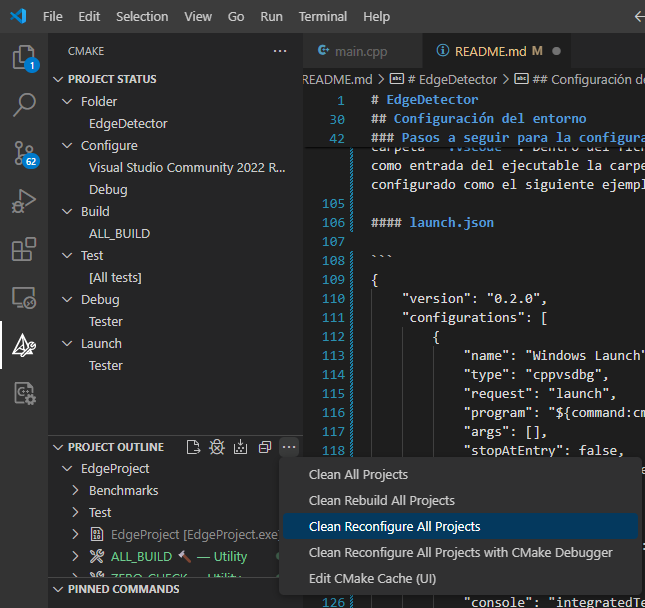 File Edit Selection View Go Run Terminal Help
CMAKE
PROJECT STATUS
Folder
EdgeDetector
Configure
Visual Studio Community 2022 R...
Debug
Build
ALL_BUILD
Test
[All tests]
Debug
Tester
Launch
Tester
1
62
PROJECT OUTLINE
EdgeProject
Benchmarks
Test
EdgeProject [EdgeProject.exe]
ALL_BUILD — Utility
ZERO_CHECK — Utility
PINNED COMMANDS
main.cpp
README.md M
README.md > # EdgeDetector > ## Configuración de
1 # EdgeDetector
30 ## Configuración del entorno
42 ### Pasos a seguir para la configura
como entrada del ejecutable la carpe
configurado como el siguiente ejempl
105
106 #### launch.json
107
108 ```
109 {
110 "version": "0.2.0",
111 "configurations": [
112 {
113 "name": "Windows Launch"
114 "type": "cppvsdbg",
115 "request": "launch",
116 "program": "${command:cm
117 "args": [],
118 "stopAtEntry": false,
Clean All Projects
Clean Rebuild All Projects
Clean Reconfigure All Projects
Clean Reconfigure All Projects with CMake Debugger
Edit CMake Cache (UI)
126 "console": "integratedTe